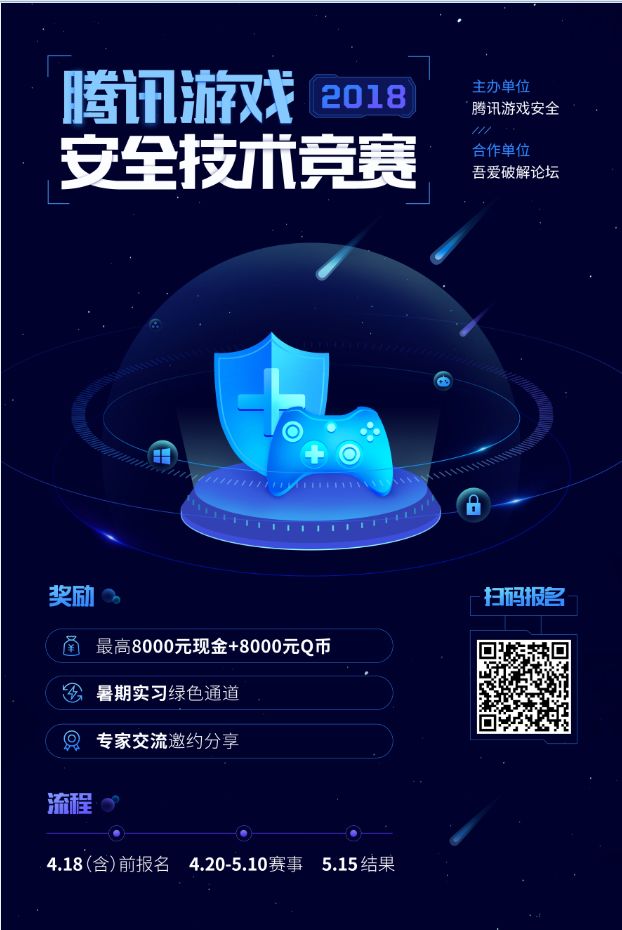 腾讯游戏 2018
安全技术竞赛
主办单位
腾讯游戏安全
合作单位
吾爱破解论坛
奖励
最高8000元现金+8000元Q币
暑期实习绿色通道
专家交流邀约分享
扫码报名
流程
4.18(含)前报名 4.20-5.10赛事 5.15结果